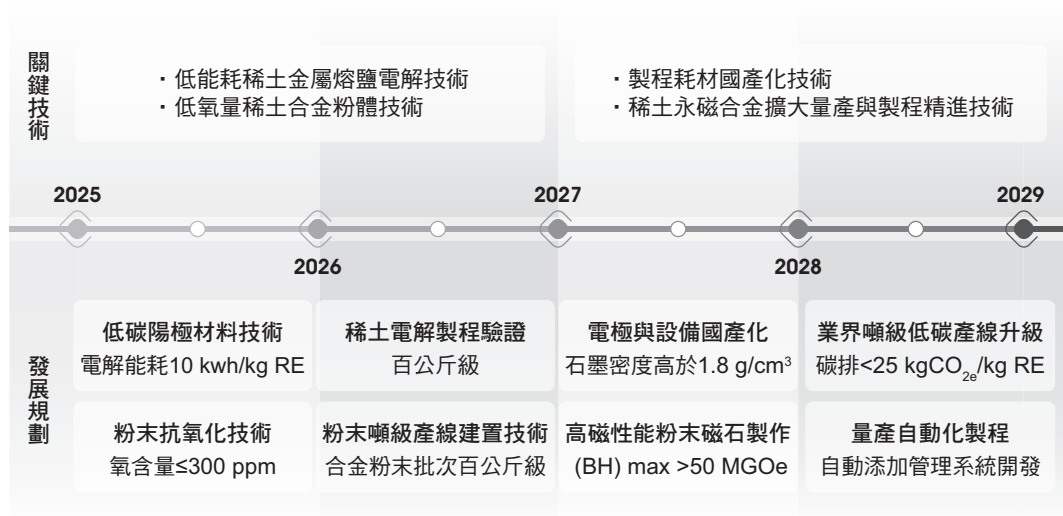 關鍵技術
・低能耗稀土金屬熔鹽電解技術
・低氧量稀土合金粉體技術
・製程耗材國產化技術
・稀土永磁合金擴大量產與製程精進技術
2025
2027
2029
2026
2028
發展規劃
低碳陽極材料技術
電解能耗10 kwh/kg RE
稀土電解製程驗證
百公斤級
電極與設備國產化
石墨密度高於1.8 g/cm³
業界噸級低碳產線升級
碳排<25 kgCO₂ₑ/kg RE
粉末抗氧化技術
氧含量≤300 ppm
粉末噸級產線建置技術
合金粉末批次百公斤級
高磁性能粉末磁石製作
(BH) max >50 MGOe
量產自動化製程
自動添加管理系統開發